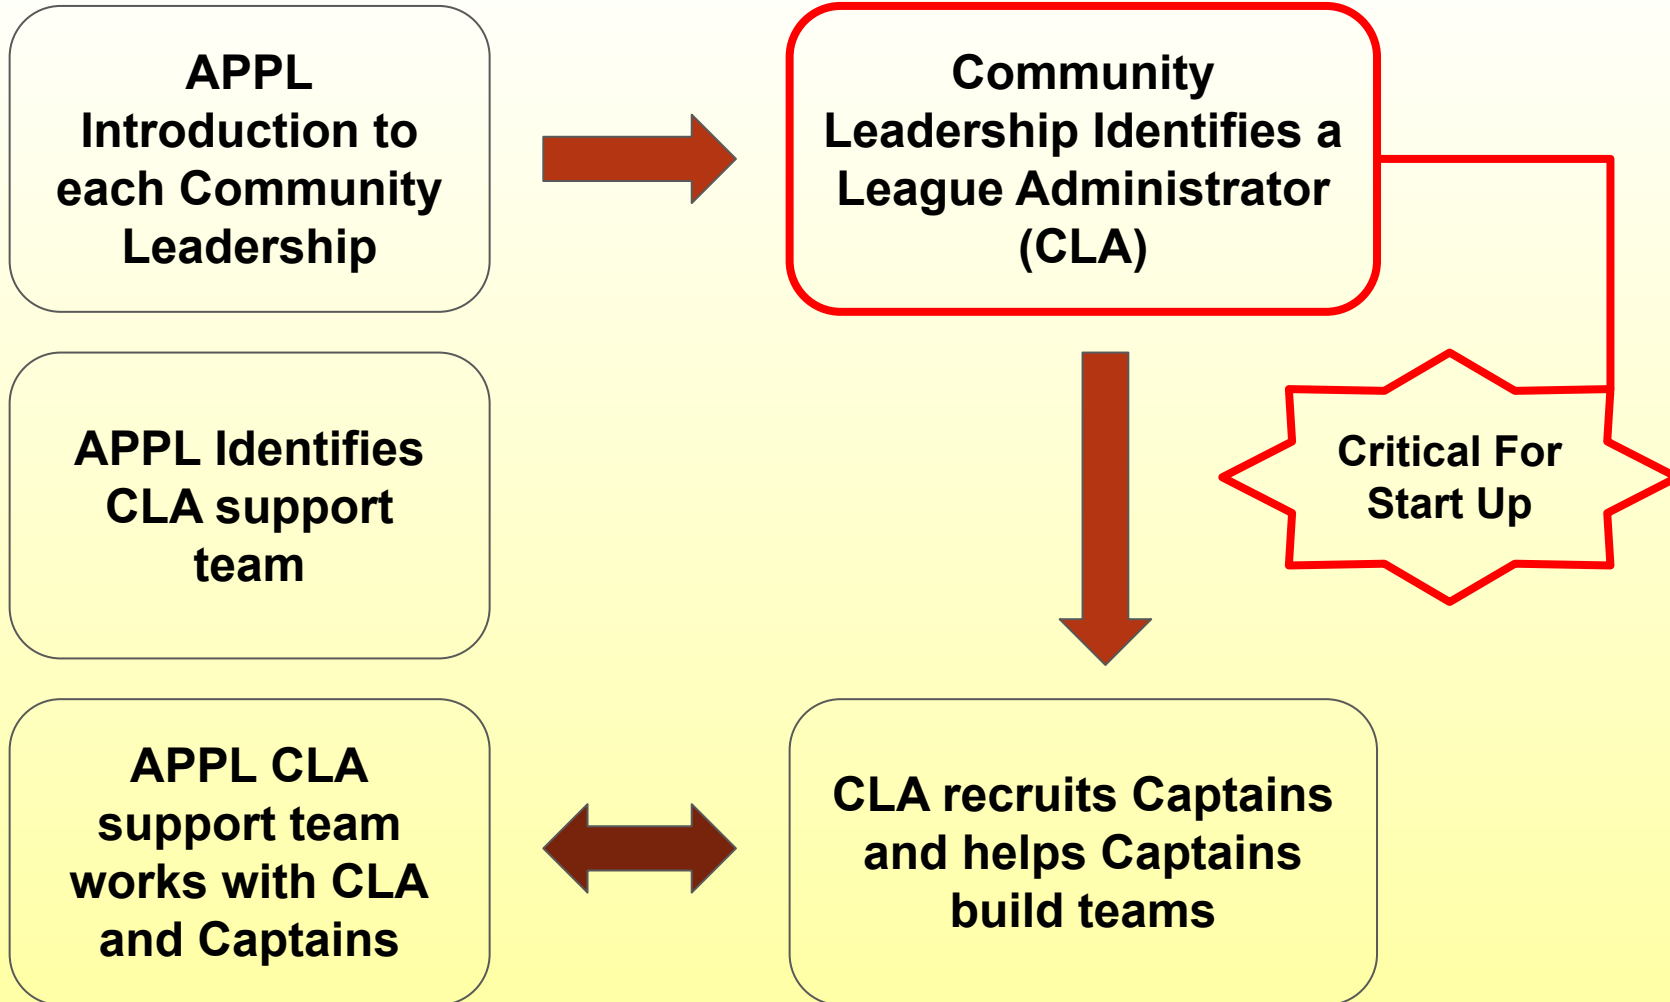 APPL
Introduction to
each Community
Leadership
Community
Leadership Identifies a
League Administrator
(CLA)
APPL Identifies
CLA support
team
Critical For
Start Up
APPL CLA
support team
works with CLA
and Captains
CLA recruits Captains
and helps Captains
build teams